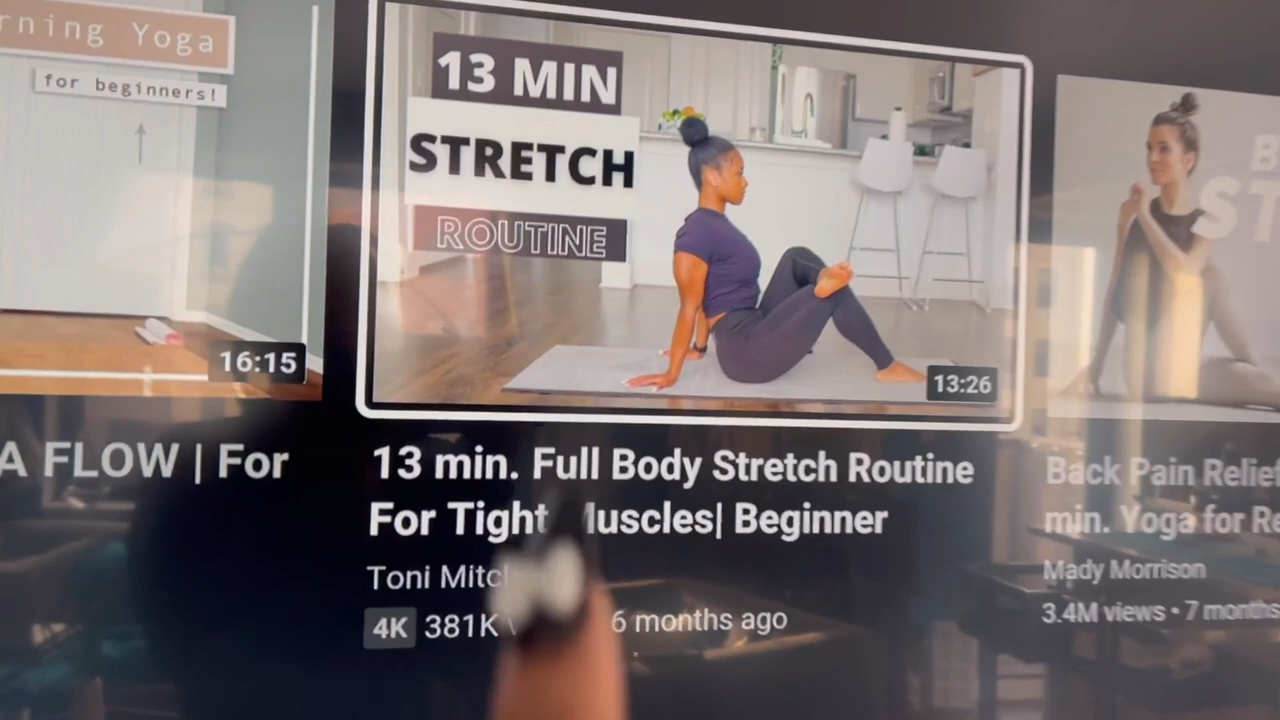 rning Yoga
for beginners!
16:15
A FLOW | For
13 MIN
STRETCH
ROUTINE
13:26
13 min. Full Body Stretch Routine
For Tight Muscles| Beginner
Toni
4K 381K 6 months ago
Back Pain Relief
min. Yoga for
Mady Morrison
3.4M views • 7 months